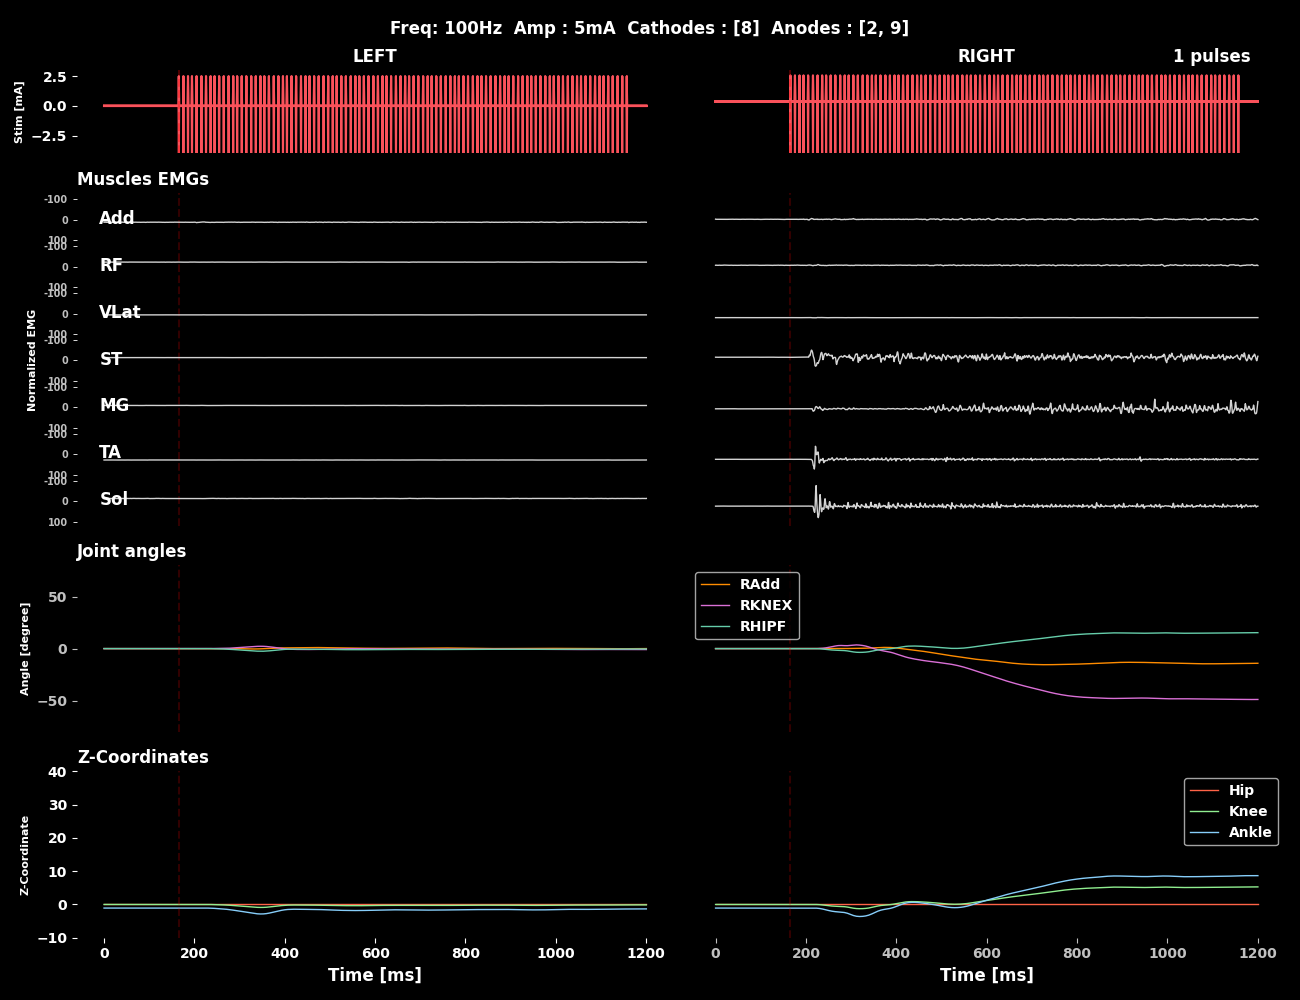 Freq: 100Hz  Amp : 5mA  Cathodes : [8]  Anodes : [2, 9]
LEFT
RIGHT
1 pulses
Stim [mA]
2.5
0.0
−2.5
Muscles EMGs
Normalized EMG
-100
0
100
Add
-100
0
100
RF
-100
0
100
VLat
-100
0
100
ST
-100
0
100
MG
-100
0
100
TA
-100
0
100
Sol
Joint angles
Angle [degree]
50
0
−50
RAdd
RKNEX
RHIPF
Z-Coordinates
Z-Coordinate
40
30
20
10
0
−10
Hip
Knee
Ankle
0 200 400 600 800 1000 1200
0 200 400 600 800 1000 1200
Time [ms]
Time [ms]